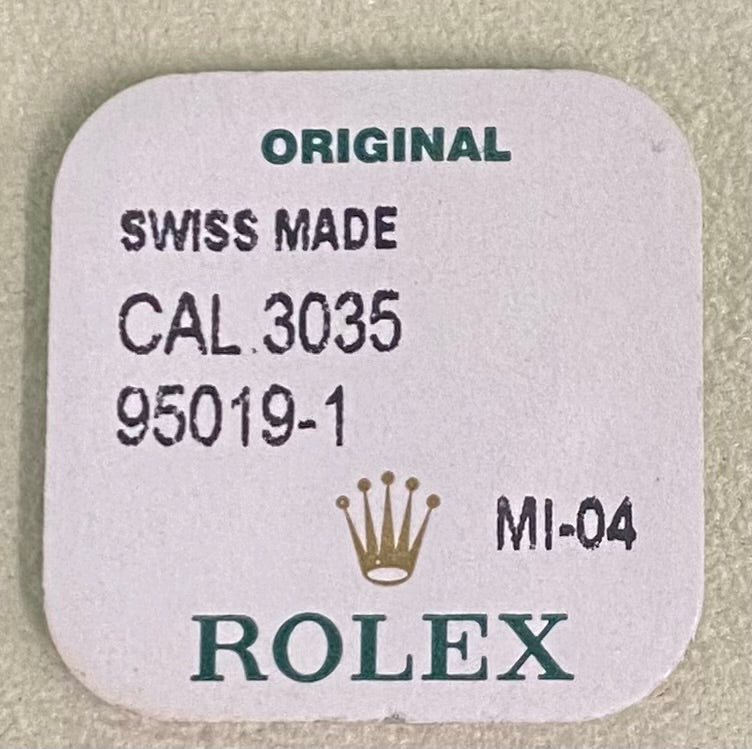 ORIGINAL
SWISS MADE
CAL.3035
95019-1
MI-04
ROLEX